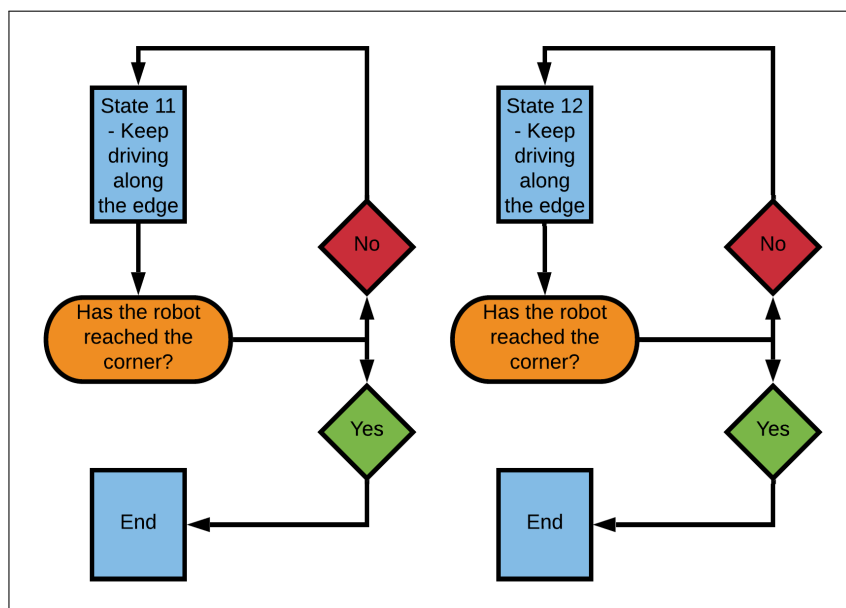 State 11
- Keep
driving
along
the edge
No
Has the robot
reached the
corner?
Yes
End
State 12
- Keep
driving
along
the edge
No
Has the robot
reached the
corner?
Yes
End